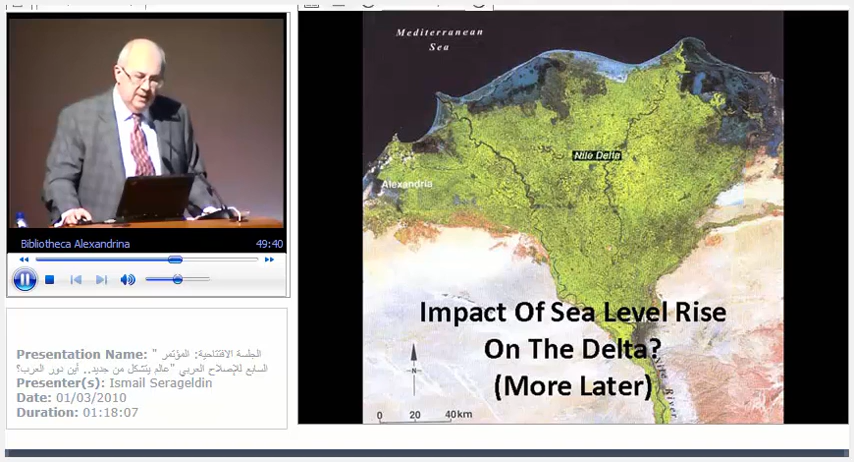 Bibliotheca Alexandrina
49:40
Presentation Name: الجلسة الافتتاحية: المؤتمر "
السابع للإصلاح العربي "عالم يتشكل من جديد.. أين دور العرب؟
Presenter(s): Ismail Serageldin
Date: 01/03/2010
Duration: 01:18:07
Mediterranean
Sea
Nile Delta
Alexandria
Impact Of Sea Level Rise
On The Delta?
(More Later)
N
Nile River
0 20 40km